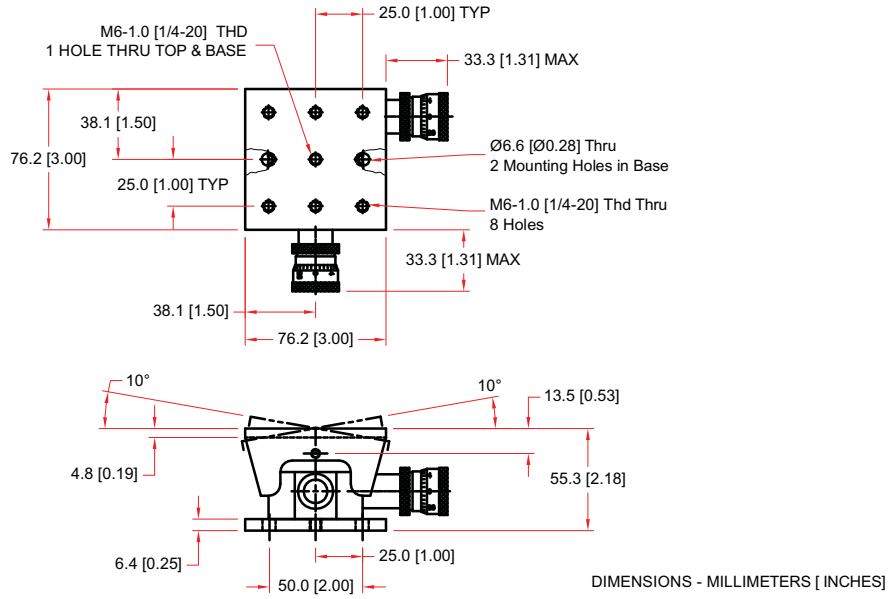 25.0 [1.00] TYP
M6-1.0 [1/4-20] THD
1 HOLE THRU TOP & BASE
33.3 [1.31] MAX
38.1 [1.50]
76.2 [3.00]
25.0 [1.00] TYP
Ø6.6 [Ø0.28] Thru
2 Mounting Holes in Base
M6-1.0 [1/4-20] Thd Thru
8 Holes
33.3 [1.31] MAX
38.1 [1.50]
76.2 [3.00]
10°
10°
13.5 [0.53]
4.8 [0.19]
55.3 [2.18]
6.4 [0.25]
25.0 [1.00]
50.0 [2.00]
DIMENSIONS - MILLIMETERS [ INCHES]